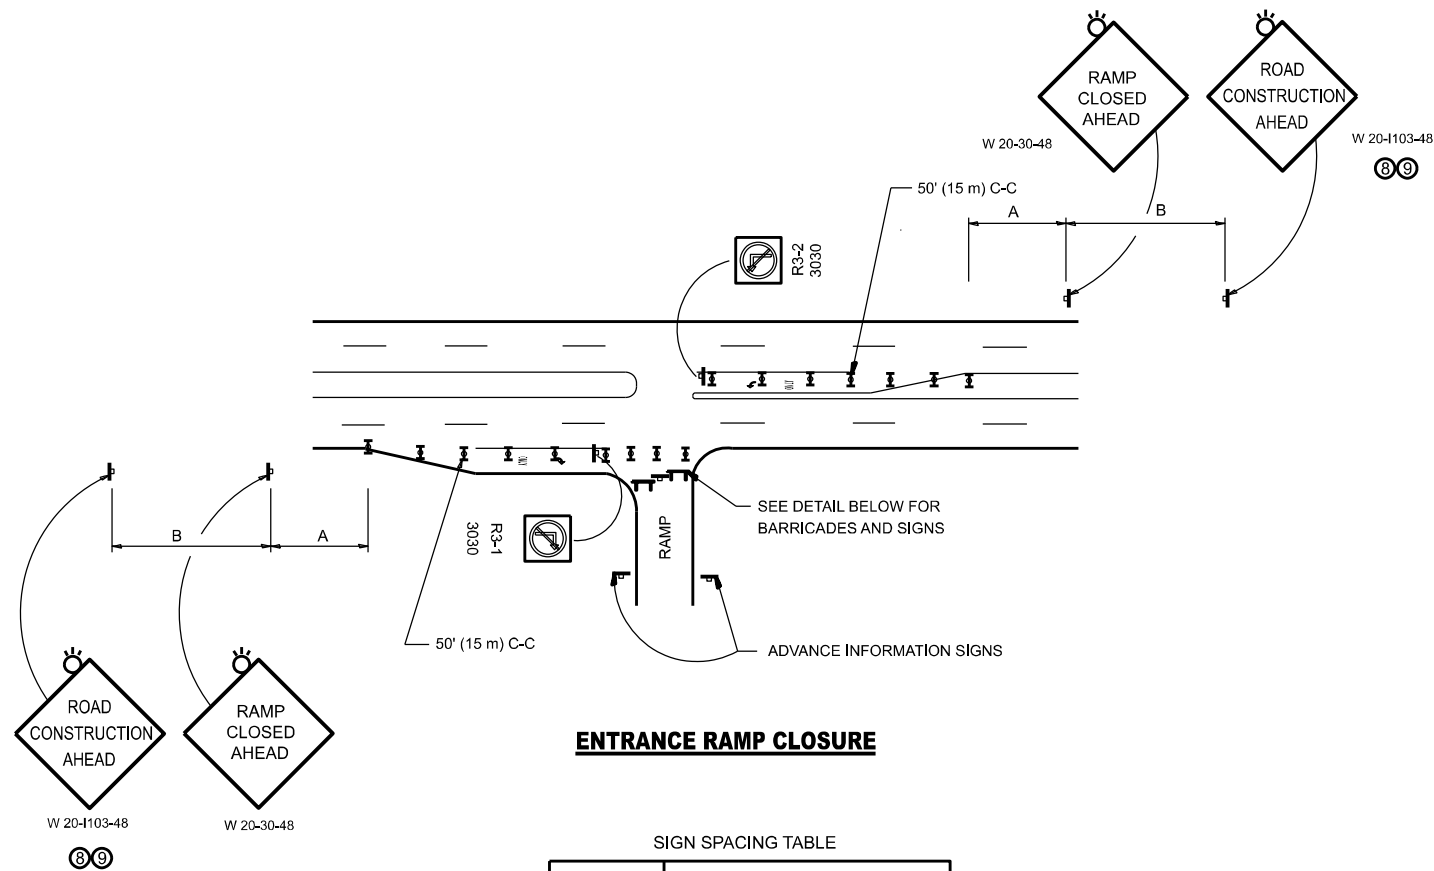 RAMP
CLOSED
AHEAD
W 20-30-48
ROAD
CONSTRUCTION
AHEAD
W 20-I103-48
8 9
50' (15 m) C-C
A
B
R3-2
3030
ONLY
ONLY
B
A
R3-1
3030
RAMP
SEE DETAIL BELOW FOR
BARRICADES AND SIGNS
50' (15 m) C-C
ADVANCE INFORMATION SIGNS
ROAD
CONSTRUCTION
AHEAD
W 20-I103-48
8 9
RAMP
CLOSED
AHEAD
W 20-30-48
ENTRANCE RAMP CLOSURE
SIGN SPACING TABLE